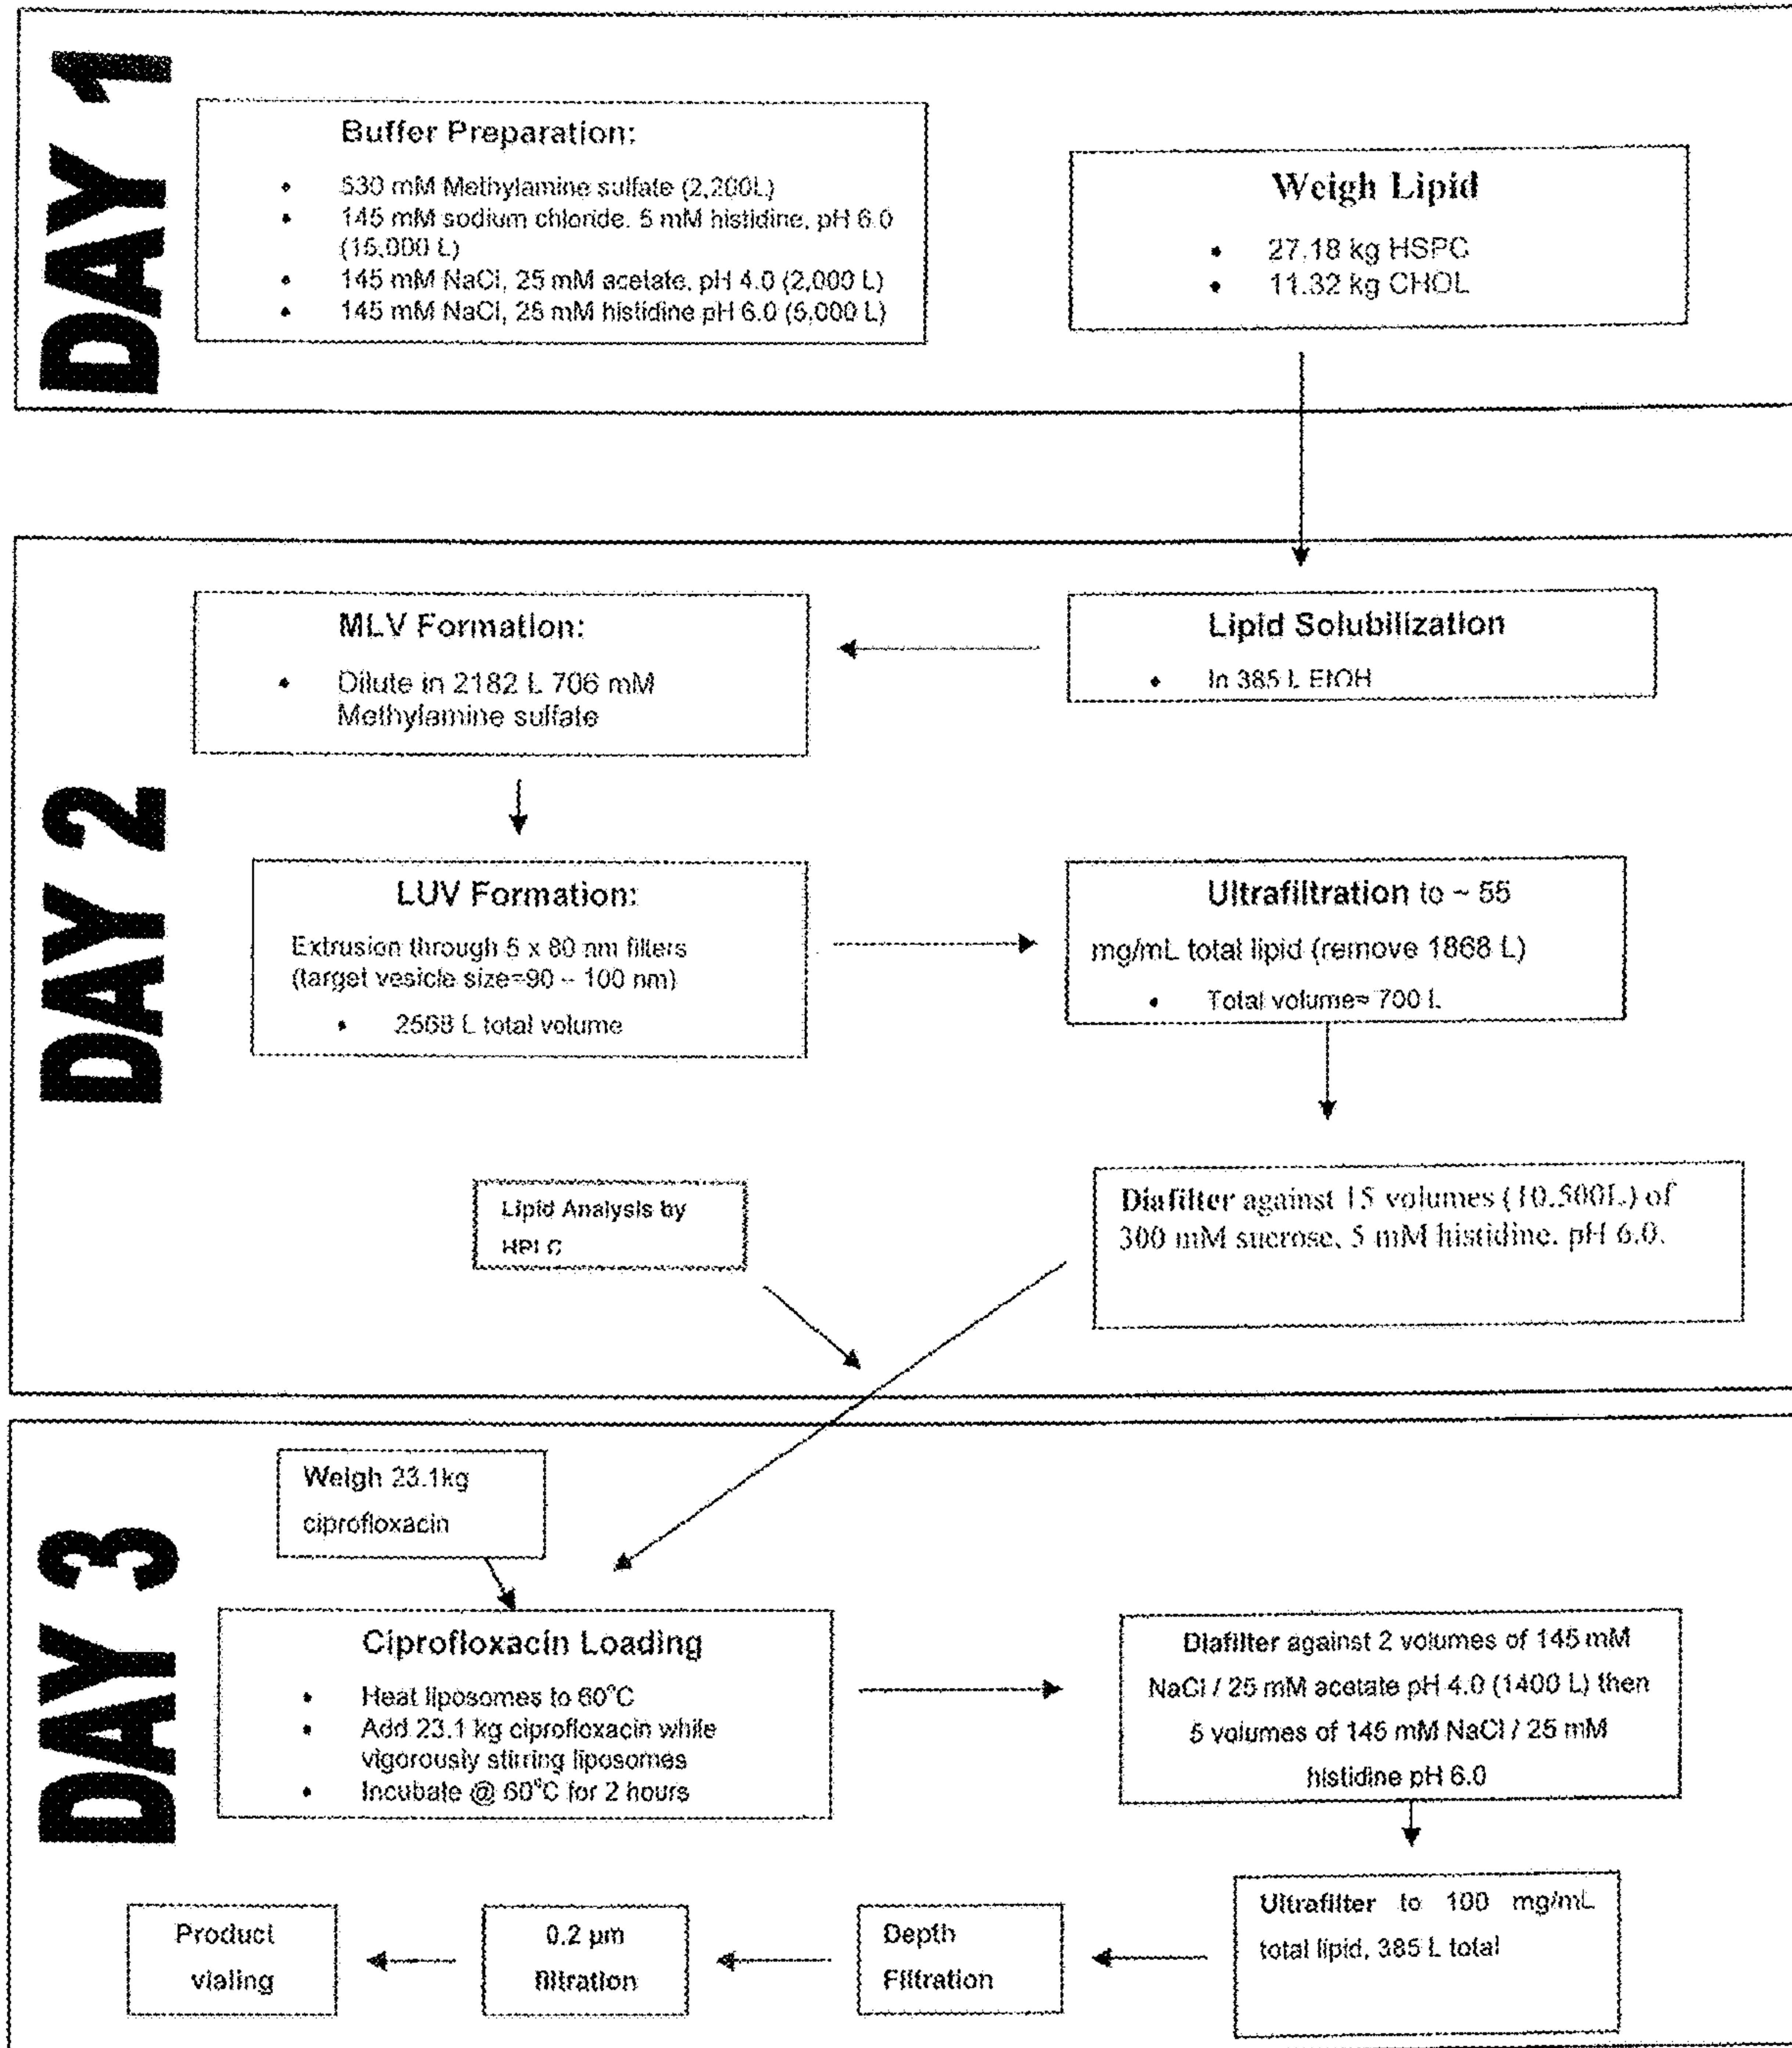 DAY 1
Buffer Preparation:
• 530 mM Methylamine sulfate (2,200L)
• 145 mM sodium chloride, 5 mM histidine, pH 6.0
(15,000 L)
• 145 mM NaCl, 25 mM acetate, pH 4.0 (2,000 L)
• 145 mM NaCl, 25 mM histidine pH 6.0 (5,000 L)
Weigh Lipid
• 27.18 kg HSPC
• 11.32 kg CHOL
DAY 2
Lipid Solubilization
• In 385 L EtOH
MLV Formation:
• Dilute in 2182 L 706 mM
Methylamine sulfate
LUV Formation:
Extrusion through 5 x 80 nm filters
(target vesicle size=90 – 100 nm)
• 2568 L total volume
Ultrafiltration to ~ 55
mg/mL total lipid (remove 1868 L)
• Total volume= 700 L
Diafilter against 15 volumes (10,500L) of
300 mM sucrose, 5 mM histidine, pH 6.0.
Lipid Analysis by
HPLC
DAY 3
Weigh 23.1kg
ciprofloxacin
Ciprofloxacin Loading
• Heat liposomes to 60°C
• Add 23.1 kg ciprofloxacin while
vigorously stirring liposomes
• Incubate @ 60°C for 2 hours
Diafilter against 2 volumes of 145 mM
NaCl / 25 mM acetate pH 4.0 (1400 L) then
5 volumes of 145 mM NaCl / 25 mM
histidine pH 6.0
Ultrafilter to 100 mg/mL
total lipid, 385 L total
Depth
Filtration
0.2 µm
filtration
Product
vialing